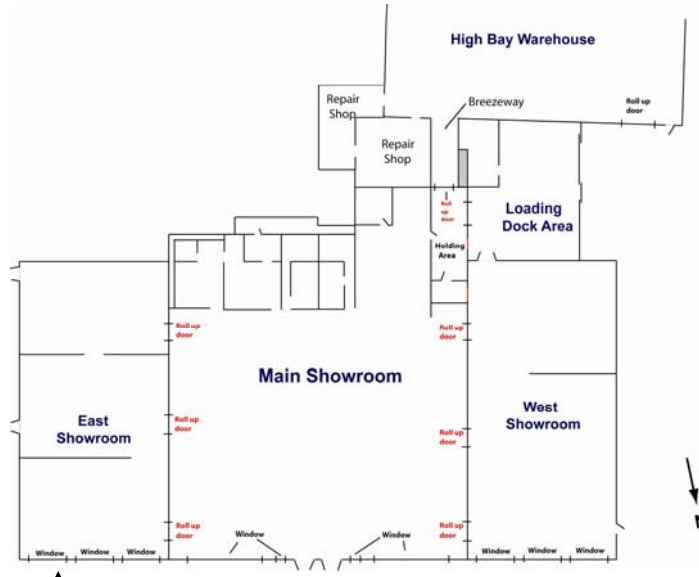 High Bay Warehouse
Repair
Shop
Breezeway
Roll up
door
Repair
Shop
Roll
up
door
Loading
Dock Area
Holding
Area
Roll up
door
Roll up
door
Main Showroom
East
Showroom
West
Showroom
Roll up
door
Roll up
door
Roll up
door
Roll up
door
Window
Window
Window
Window
Window
Window
Window
Window